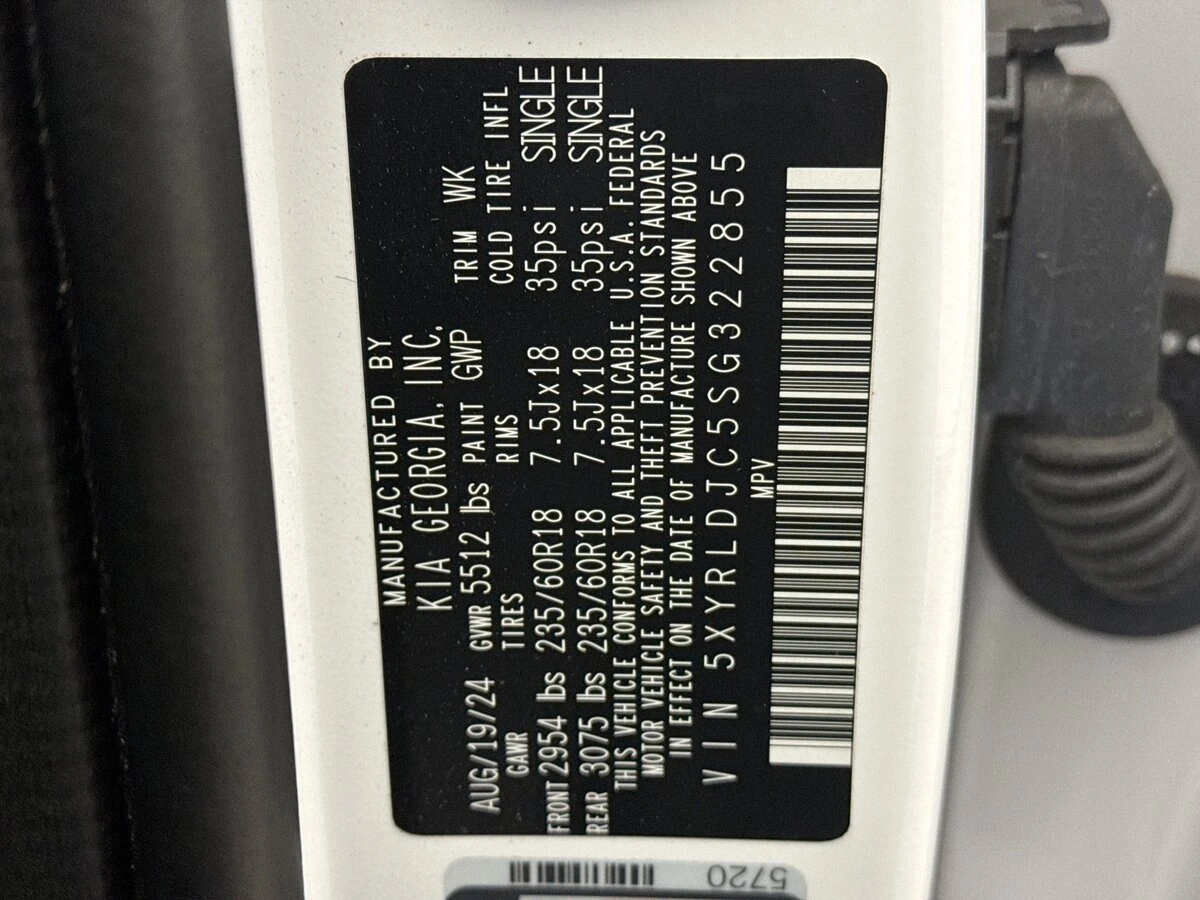 MANUFACTURED BY
KIA GEORGIA, INC.
AUG/19/24 GVWR 5512 lbs PAINT GWP TRIM WK
GAWR TIRES RIMS COLD TIRE INFL
FRONT 2954 lbs 235/60R18 7.5Jx18 35psi SINGLE
REAR 3075 lbs 235/60R18 7.5Jx18 35psi SINGLE
THIS VEHICLE CONFORMS TO ALL APPLICABLE U.S.A. FEDERAL
MOTOR VEHICLE SAFETY AND THEFT PREVENTION STANDARDS
IN EFFECT ON THE DATE OF MANUFACTURE SHOWN ABOVE
VIN 5XYRLDJC5SG322855
MPV
5720